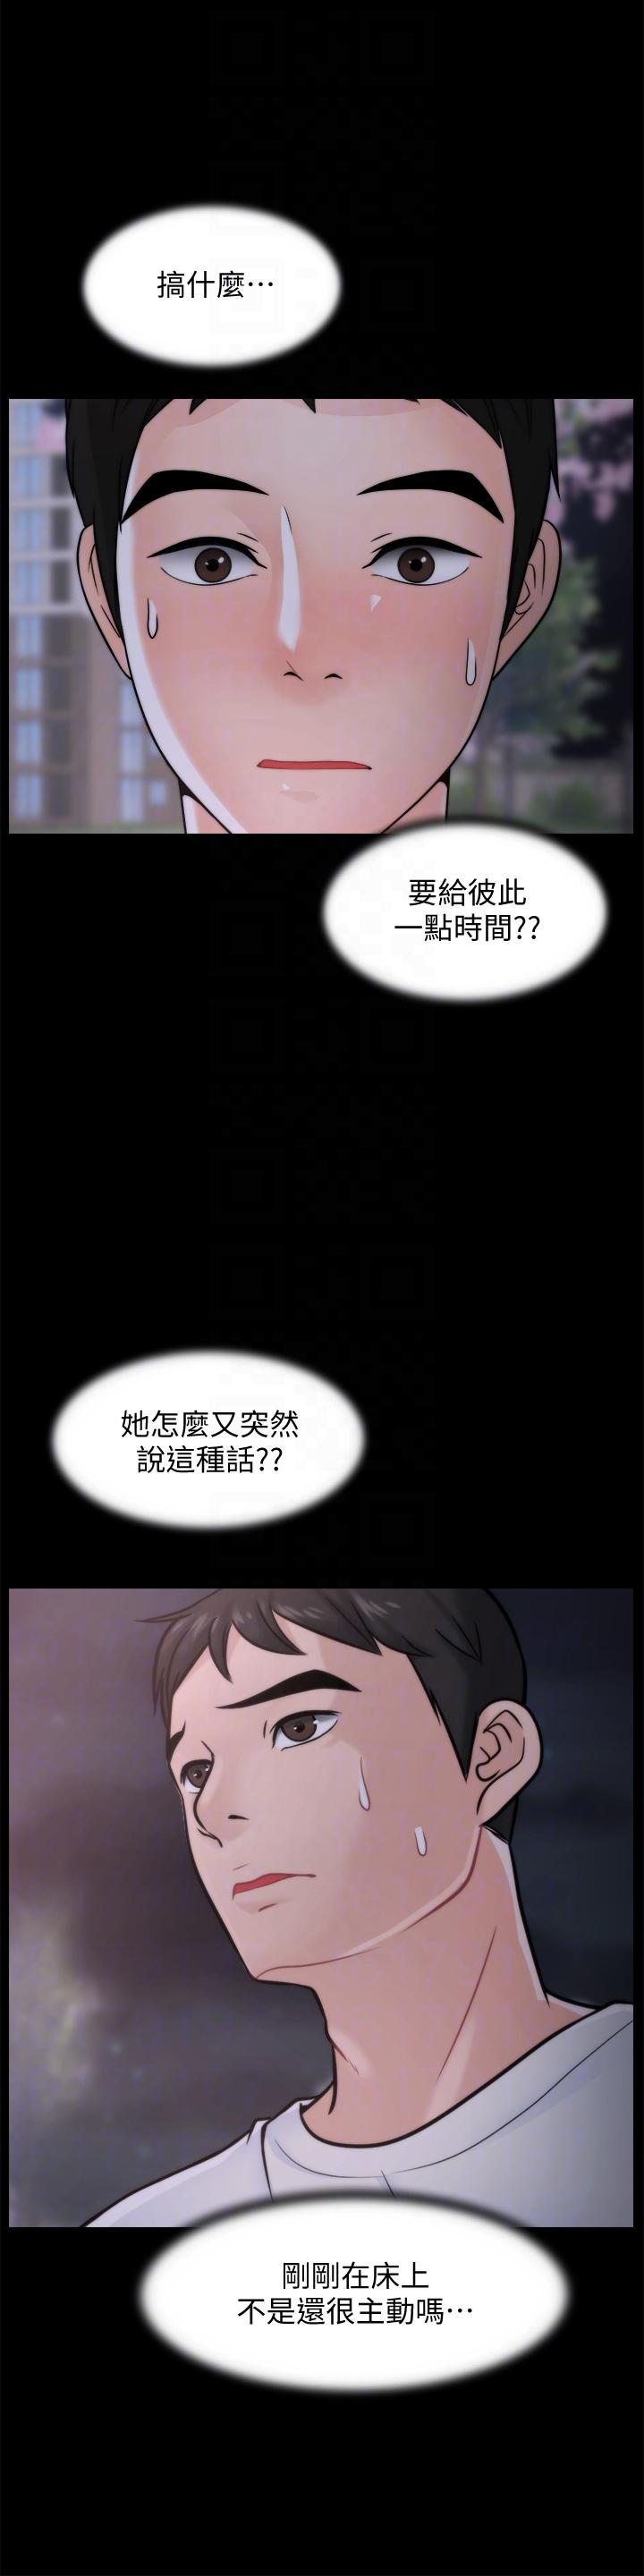 搞什麼⋯
要給彼此
一點時間??
她怎麼又突然
說這種話??
剛剛在床上
不是還很主動嗎⋯